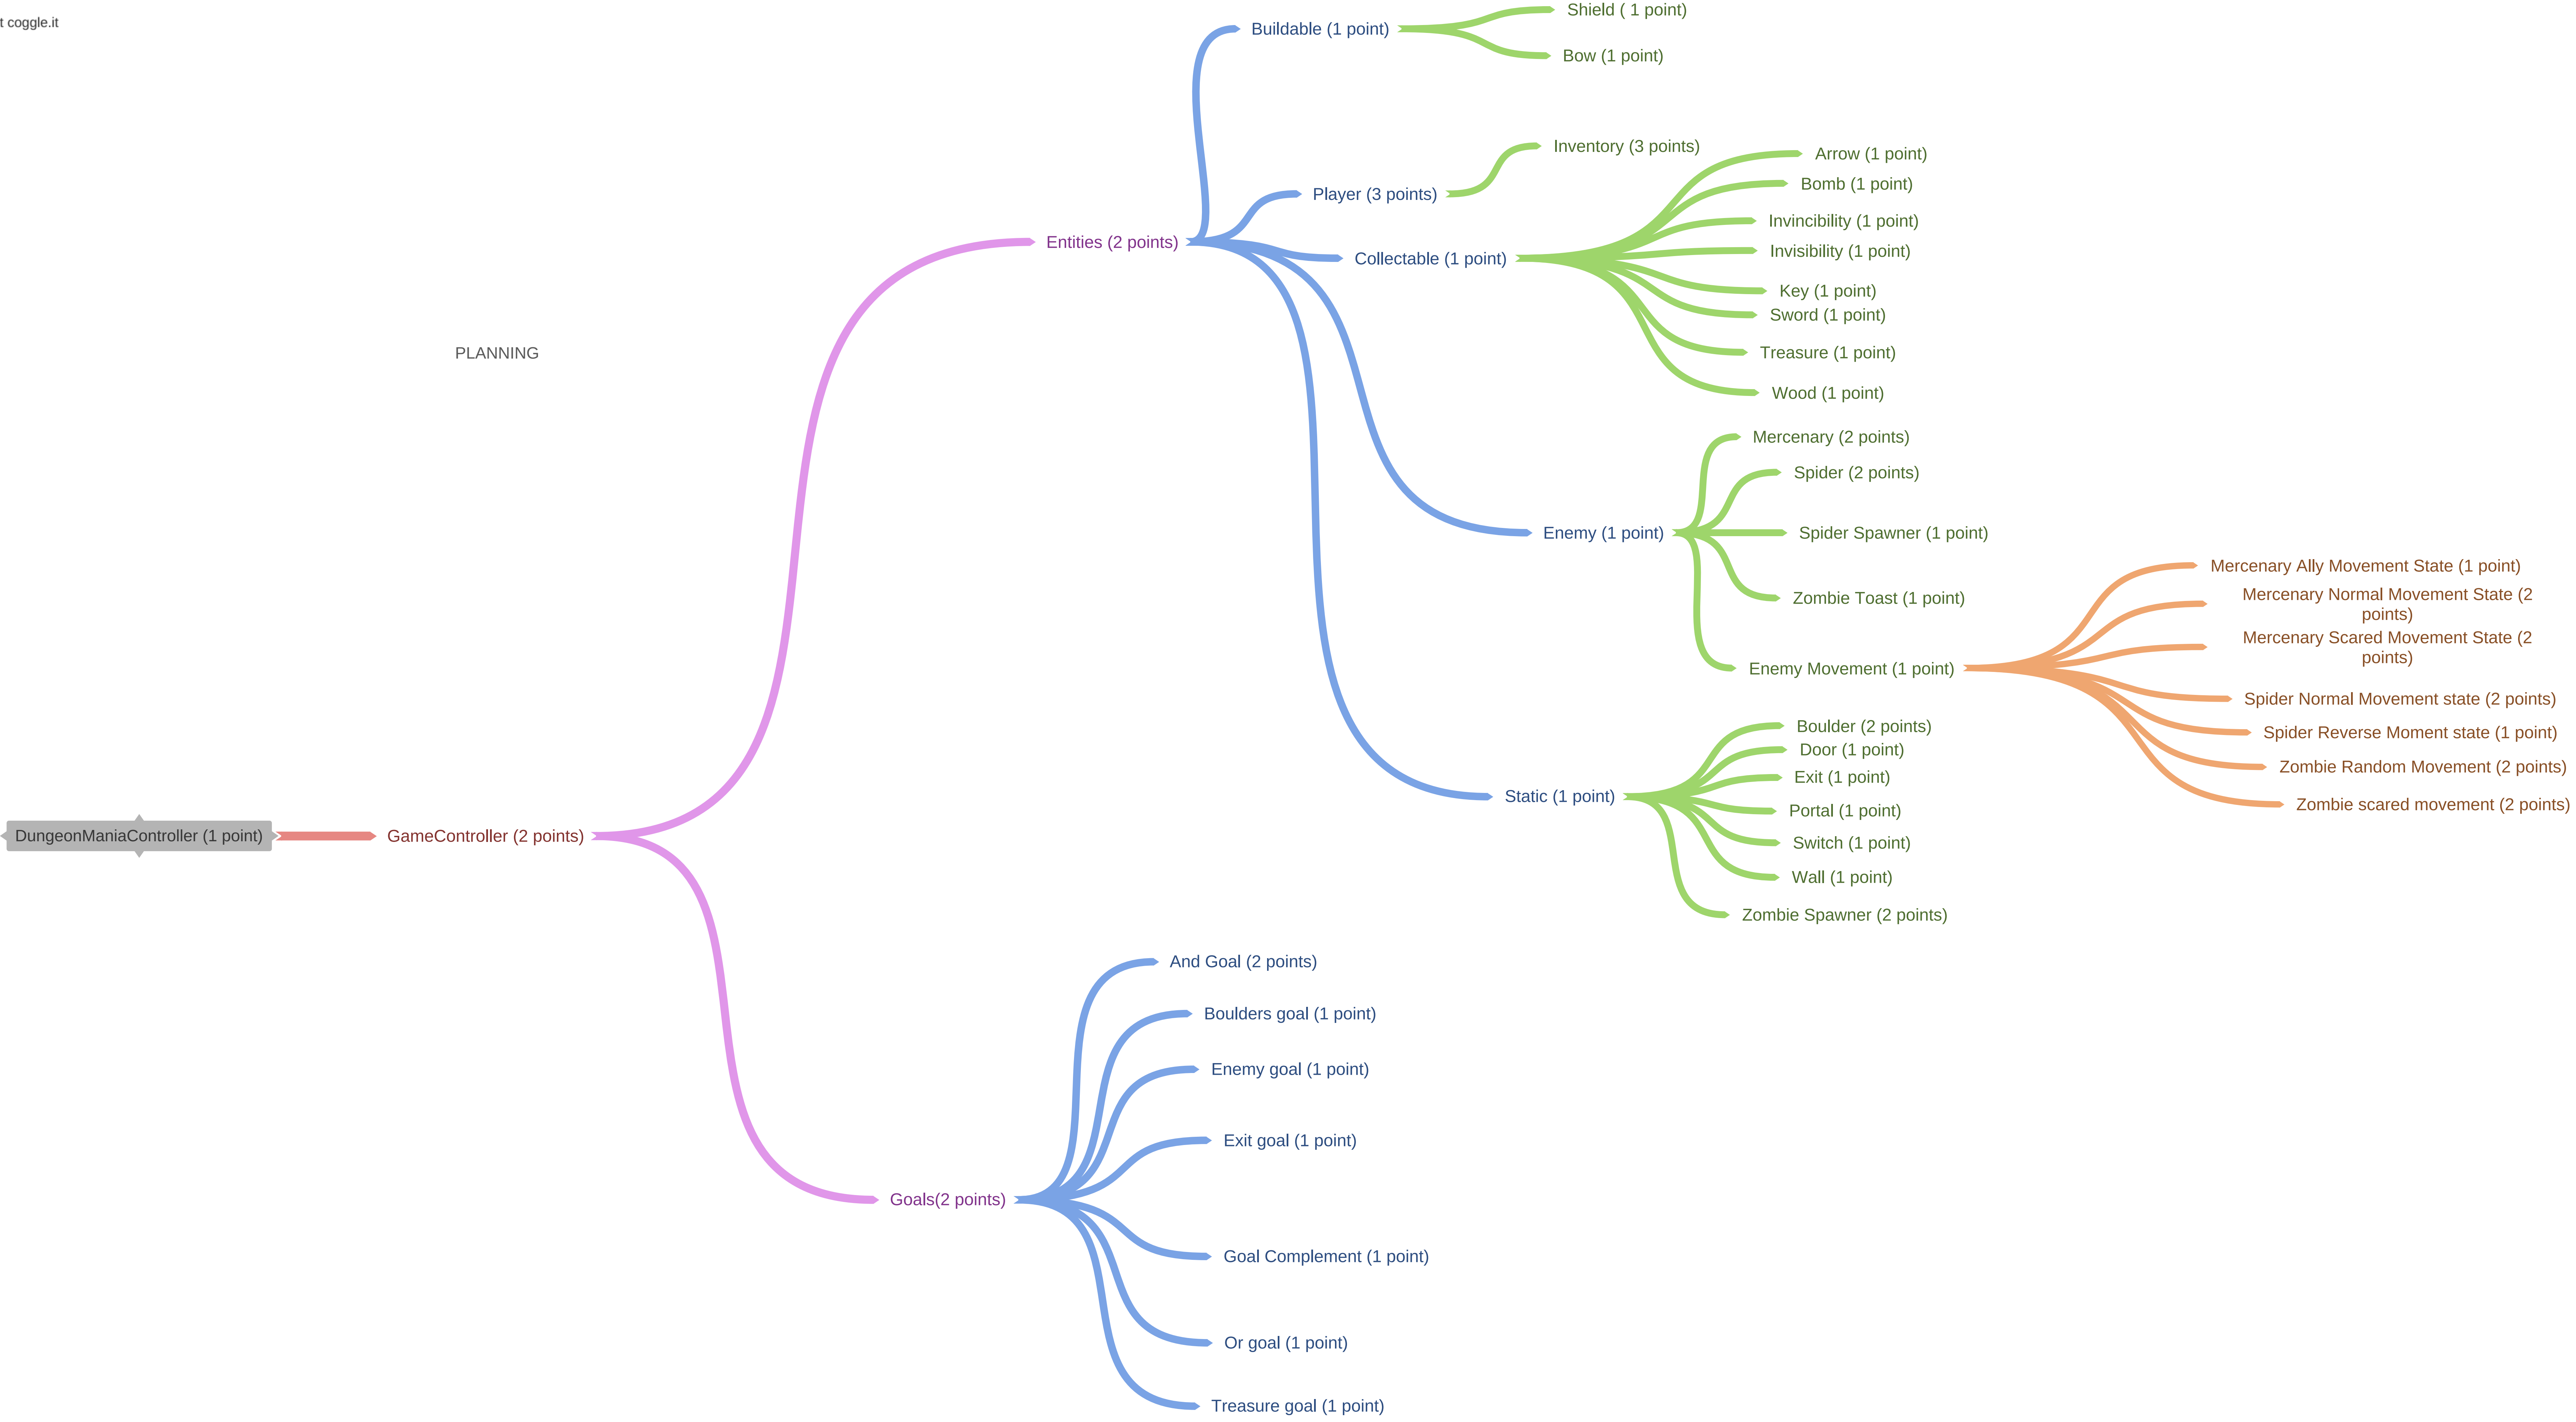 t coggle.it
PLANNING
DungeonManiaController (1 point)
GameController (2 points)
Entities (2 points)
Buildable (1 point)
Shield ( 1 point)
Bow (1 point)
Player (3 points)
Inventory (3 points)
Collectable (1 point)
Arrow (1 point)
Bomb (1 point)
Invincibility (1 point)
Invisibility (1 point)
Key (1 point)
Sword (1 point)
Treasure (1 point)
Wood (1 point)
Enemy (1 point)
Mercenary (2 points)
Spider (2 points)
Spider Spawner (1 point)
Zombie Toast (1 point)
Enemy Movement (1 point)
Mercenary Ally Movement State (1 point)
Mercenary Normal Movement State (2
points)
Mercenary Scared Movement State (2
points)
Spider Normal Movement state (2 points)
Spider Reverse Moment state (1 point)
Zombie Random Movement (2 points)
Zombie scared movement (2 points)
Static (1 point)
Boulder (2 points)
Door (1 point)
Exit (1 point)
Portal (1 point)
Switch (1 point)
Wall (1 point)
Zombie Spawner (2 points)
Goals(2 points)
And Goal (2 points)
Boulders goal (1 point)
Enemy goal (1 point)
Exit goal (1 point)
Goal Complement (1 point)
Or goal (1 point)
Treasure goal (1 point)